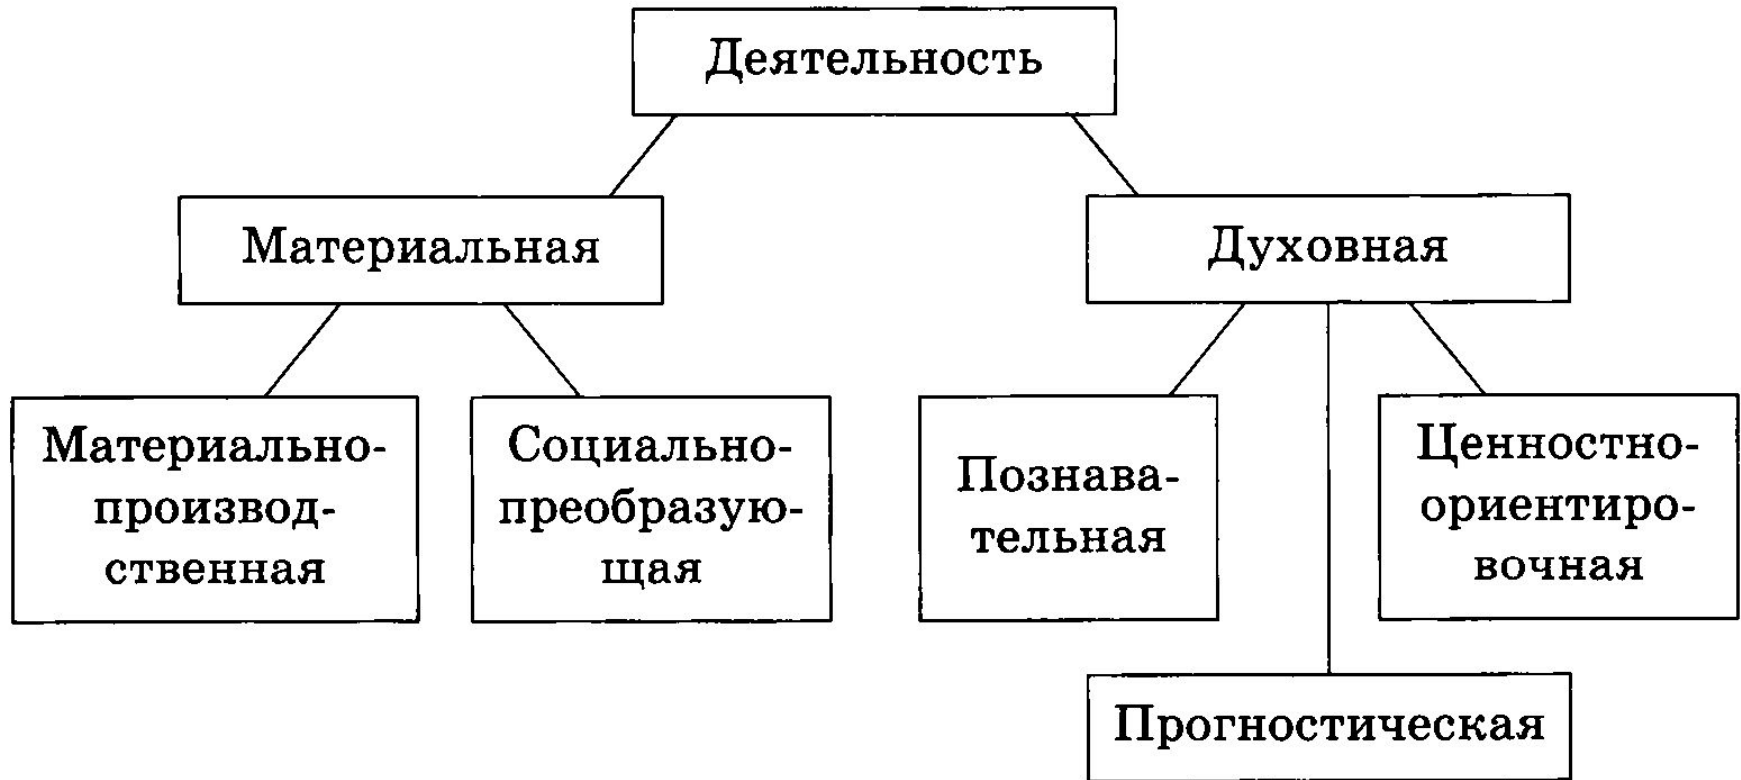 Деятельность
Материальная
Духовная
Материально-
производ-
ственная
Социально-
преобразую-
щая
Познава-
тельная
Ценностно-
ориентиро-
вочная
Прогностическая